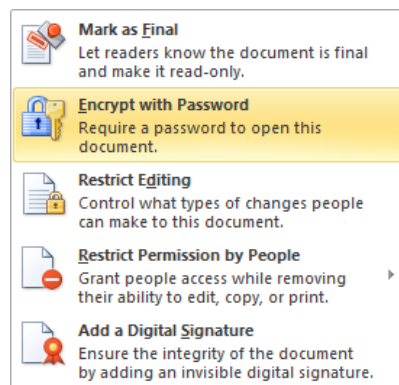 Mark as Final
Let readers know the document is final
and make it read-only.
Encrypt with Password
Require a password to open this
document.
Restrict Editing
Control what types of changes people
can make to this document.
Restrict Permission by People
Grant people access while removing
their ability to edit, copy, or print.
Add a Digital Signature
Ensure the integrity of the document
by adding an invisible digital signature.